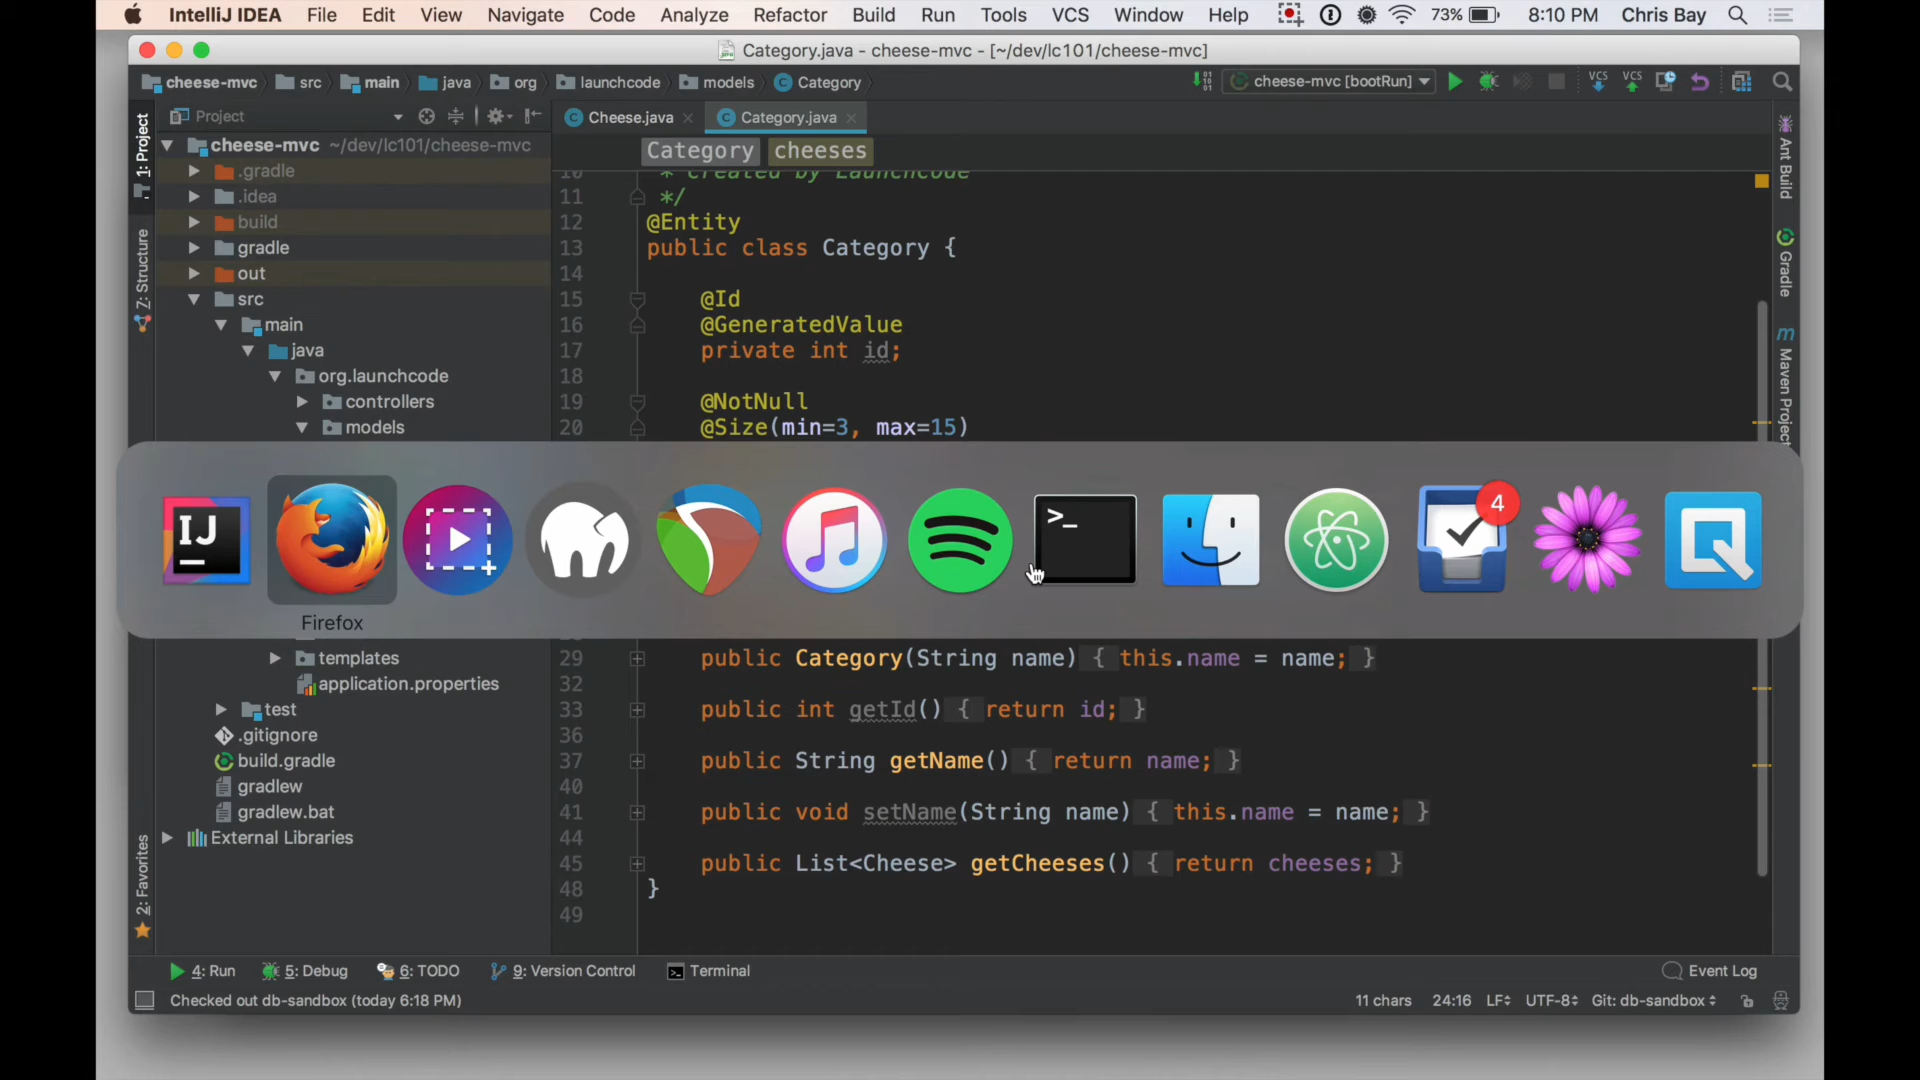 IntelliJ IDEA File Edit View Navigate Code Analyze Refactor Build Run Tools VCS Window Help 73% 8:10 PM Chris Bay
Category.java - cheese-mvc - [~/dev/lc101/cheese-mvc]
cheese-mvc src main java org launchcode models Category cheese-mvc [bootRun] VCS VCS
Project Cheese.java Category.java
1: Project
7: Structure
2: Favorites
Ant Build
Gradle
Maven Project
cheese-mvc ~/dev/lc101/cheese-mvc
.gradle
.idea
build
gradle
out
src
main
java
org.launchcode
controllers
models
templates
application.properties
test
.gitignore
build.gradle
gradlew
gradlew.bat
External Libraries
Category cheeses
10 * Created by LaunchCode
11 */
12 @Entity
13 public class Category {
14
15 @Id
16 @GeneratedValue
17 private int id;
18
19 @NotNull
20 @Size(min=3, max=15)
IJ
>_
4
Firefox
29 public Category(String name) { this.name = name; }
32
33 public int getId() { return id; }
36
37 public String getName() { return name; }
40
41 public void setName(String name) { this.name = name; }
44
45 public List<Cheese> getCheeses() { return cheeses; }
48 }
49
4: Run 5: Debug 6: TODO 9: Version Control Terminal Event Log
Checked out db-sandbox (today 6:18 PM) 11 chars 24:16 LF UTF-8 Git: db-sandbox